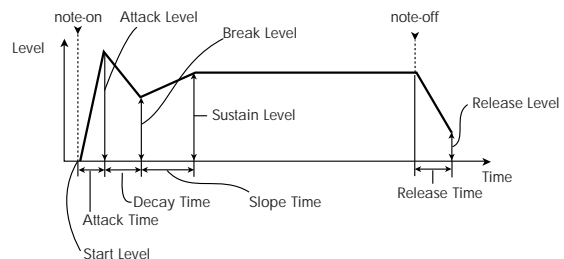 note-on
Attack Level
note-off
Break Level
Level
Release Level
Sustain Level
Time
Decay Time
Slope Time
Release Time
Attack Time
Start Level